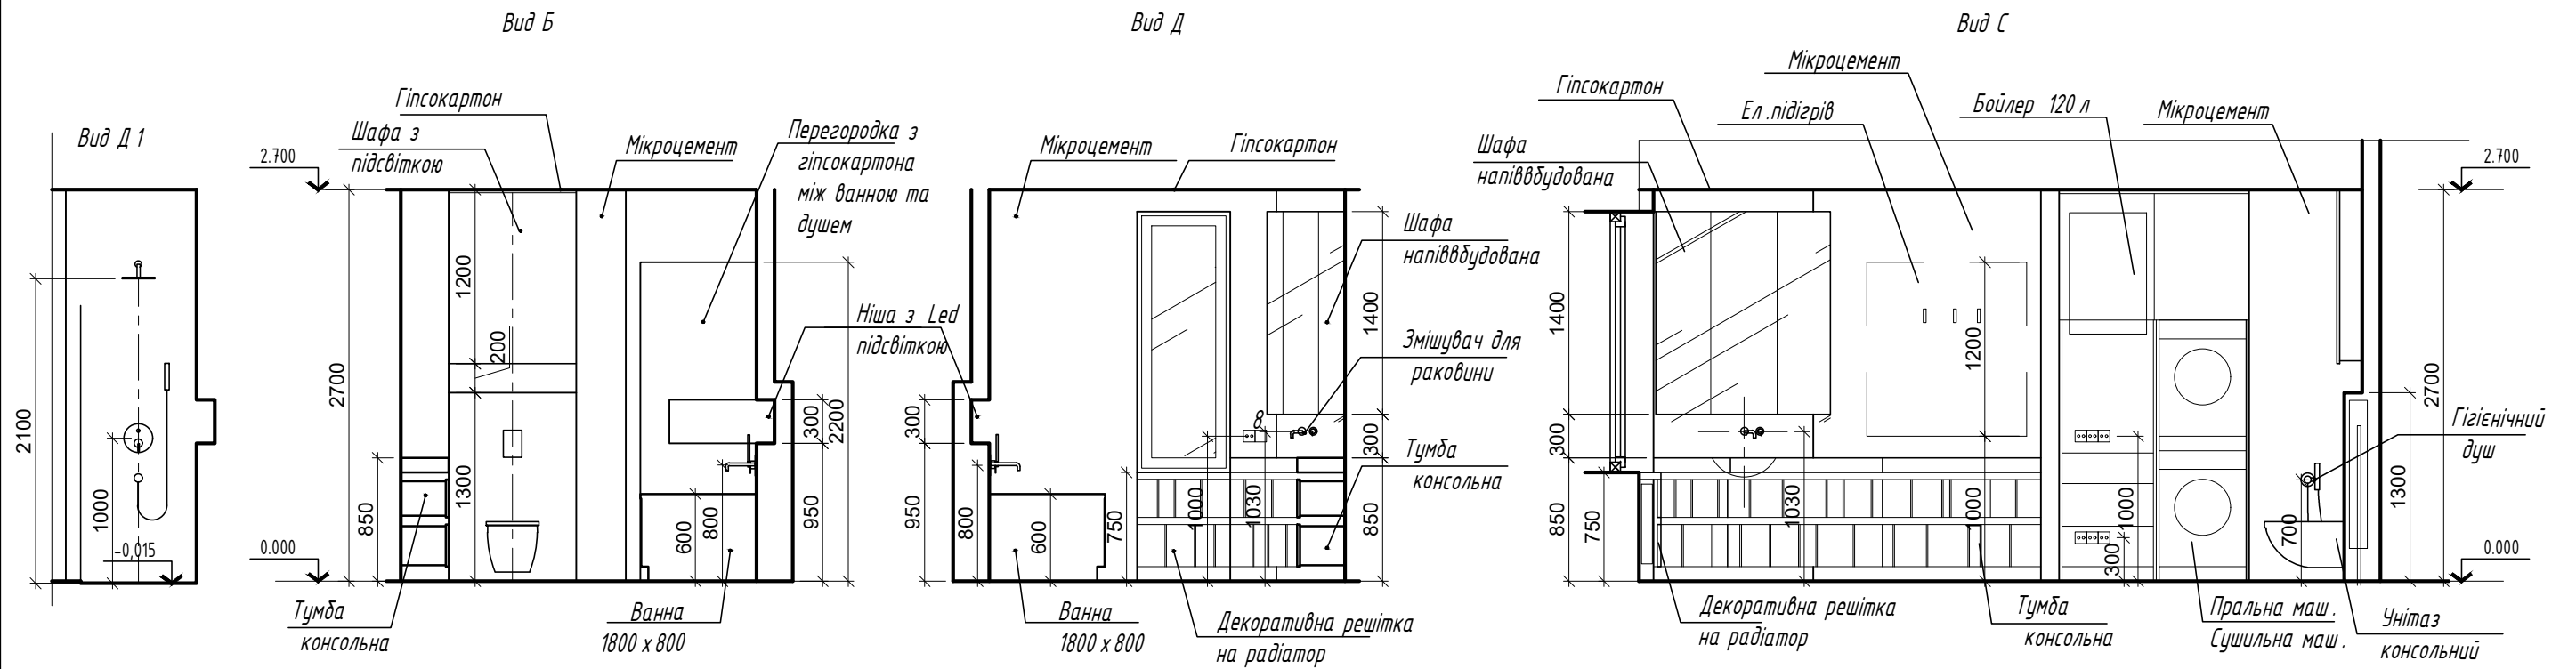 Вид Д 1
2100
1000
-0,015
Вид Б
Гіпсокартон
Шафа з
підсвіткою
2.700
Мікроцемент
Перегородка з
гіпсокартона
між ванною та
душем
1200
200
2700
1300
850
0.000
Ніша з Led
підсвіткою
300
2200
950
600
800
Тумба
консольна
Ванна
1800 х 800
Вид Д
Мікроцемент
Гіпсокартон
Шафа
напіввбудована
1400
Змішувач для
раковини
8
300
300
Тумба
консольна
950
800
600
750
1000
1030
850
Ванна
1800 х 800
Декоративна решітка
на радіатор
Вид С
Мікроцемент
Гіпсокартон
Ел.підігрів
Бойлер 120 л
Мікроцемент
Шафа
напіввбудована
2.700
1400
1200
2700
300
Гігієнічний
душ
850
750
1030
1000
1000
300
700
1300
0.000
Декоративна решітка
на радіатор
Тумба
консольна
Пральна маш.
Сушильна маш.
Унітаз
консольний